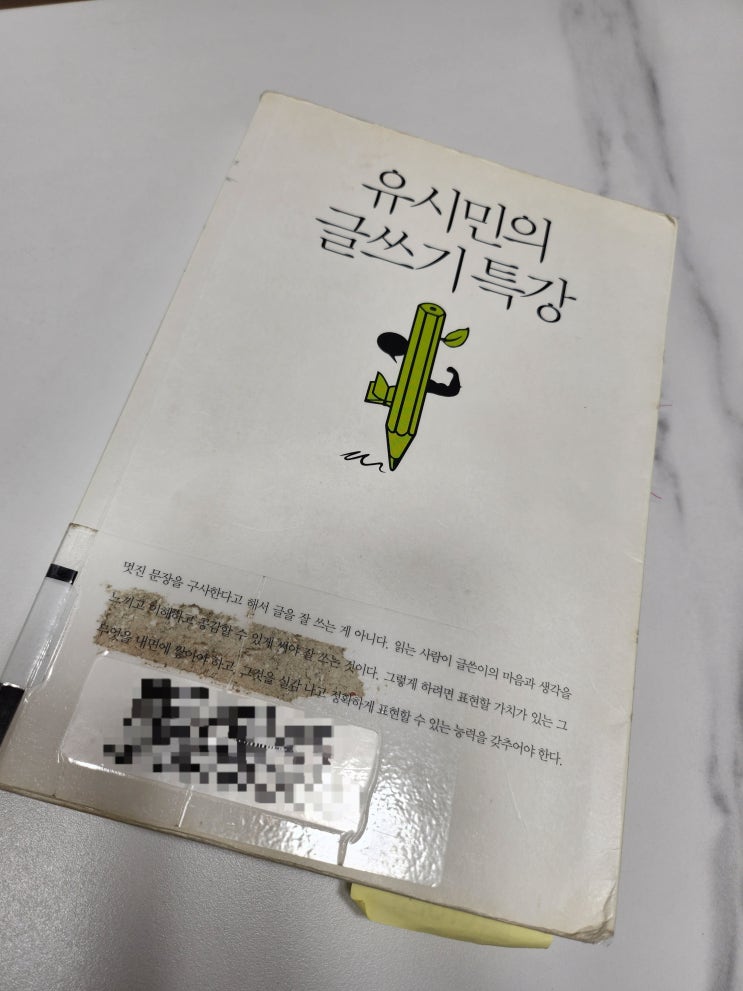 유시민의
글쓰기 특강
멋진 문장을 구사한다고 해서 글을 잘 쓰는 게 아니다. 읽는 사람이 글쓴이의 마음과 생각을
느끼고 이해하고 공감할 수 있게 써야 잘 쓰는 것이다. 그렇게 하려면 표현할 가치가 있는 그
무엇을 내면에 쌓아야 하고, 그것을 실감 나고 정확하게 표현할 수 있는 능력을 갖추어야 한다.